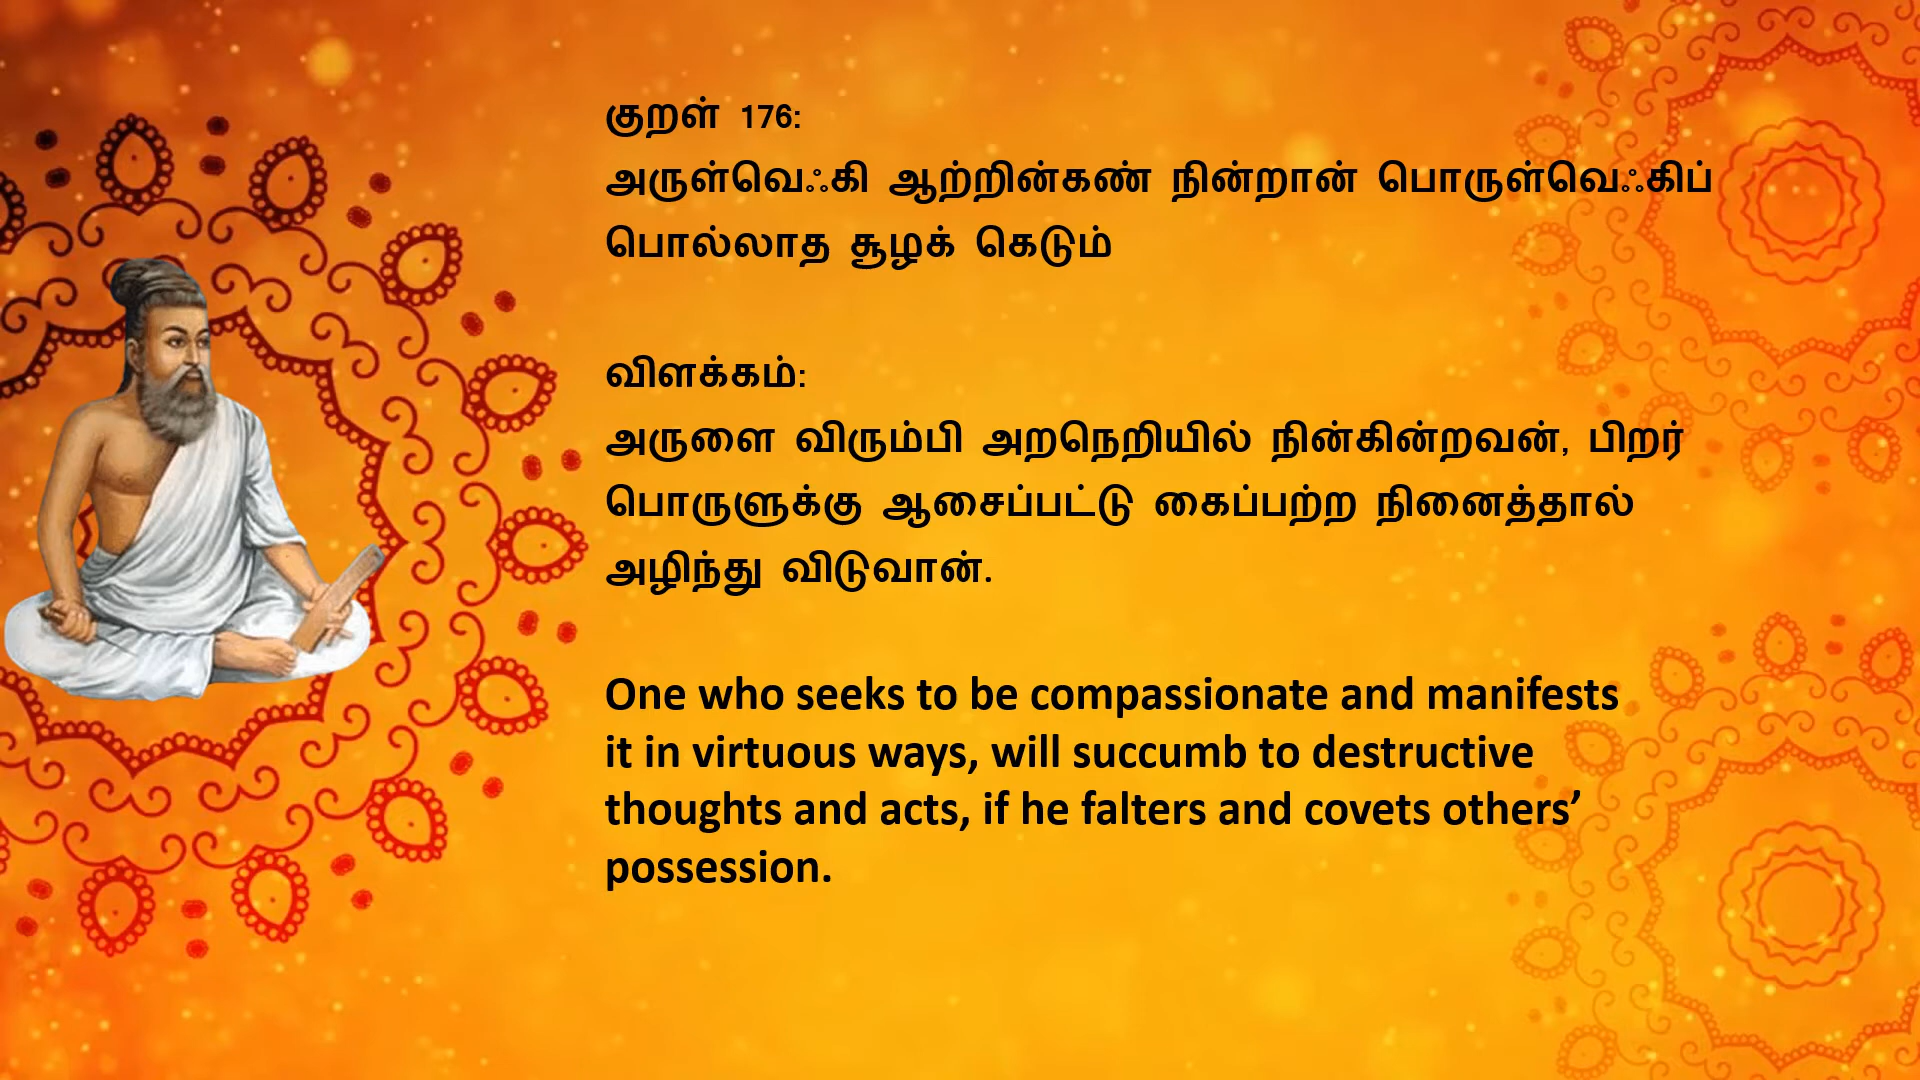 குறள் 176:
அருள்வெஃகி ஆற்றின்கண் நின்றான் பொருள்வெஃகிப்
பொல்லாத சூழக் கெடும்
விளக்கம்:
அருளை விரும்பி அறநெறியில் நின்கின்றவன், பிறர்
பொருளுக்கு ஆசைப்பட்டு கைப்பற்ற நினைத்தால்
அழிந்து விடுவான்.
One who seeks to be compassionate and manifests
it in virtuous ways, will succumb to destructive
thoughts and acts, if he falters and covets others’
possession.